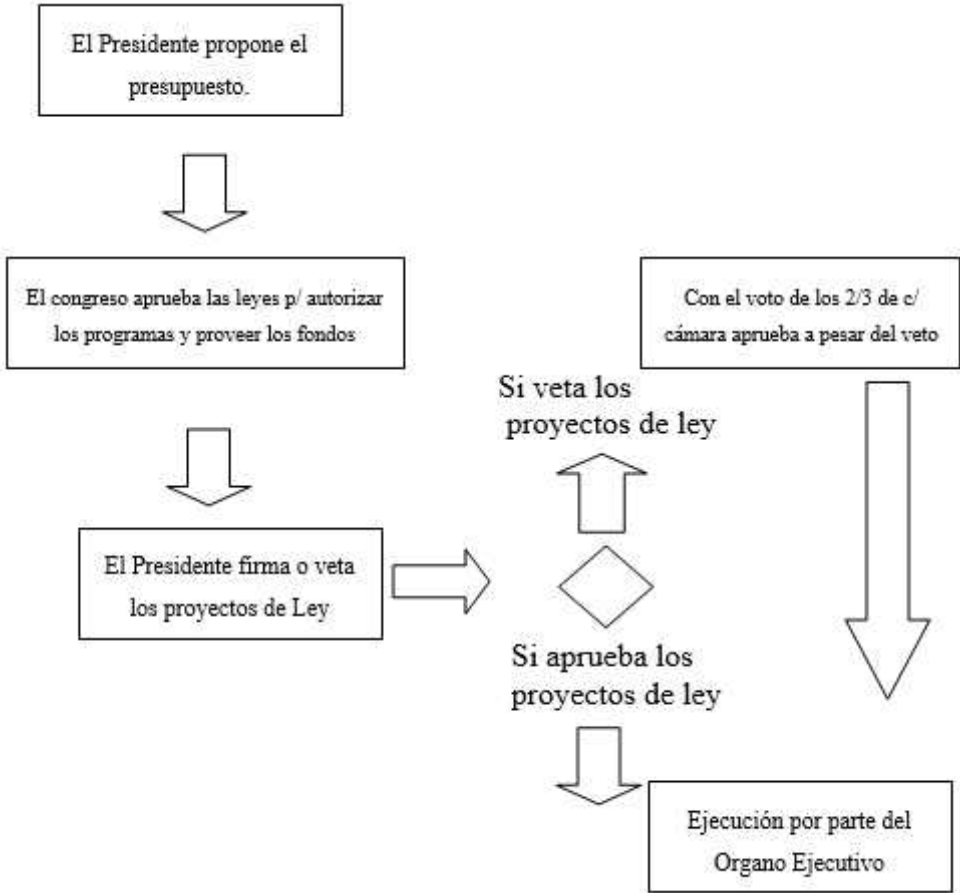 El Presidente propone el
presupuesto.
El congreso aprueba las leyes p/ autorizar
los programas y proveer los fondos
Con el voto de los 2/3 de c/
cámara aprueba a pesar del veto
Si veta los
proyectos de ley
El Presidente firma o veta
los proyectos de Ley
Si aprueba los
proyectos de ley
Ejecución por parte del
Organo Ejecutivo